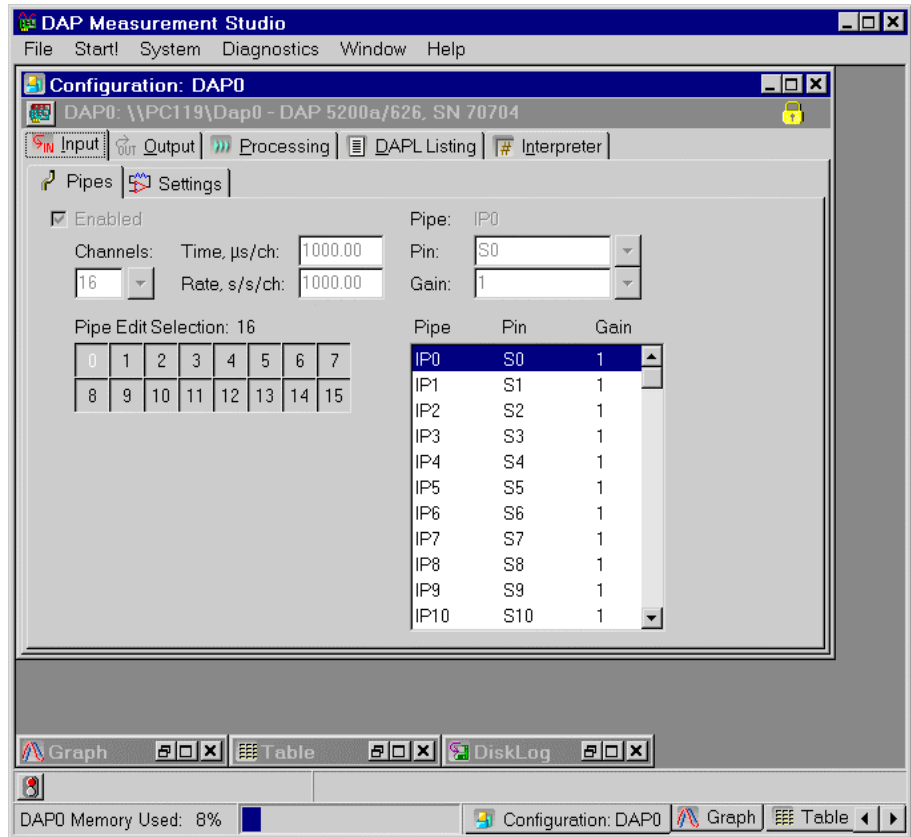 DAP Measurement Studio
File Start! System Diagnostics Window Help
Configuration: DAP0
DAP0: \\PC119\Dap0 - DAP 5200a/626, SN 70704
IN Input OUT Output Processing DAPL Listing # Interpreter
Pipes Settings
Enabled Pipe: IP0
Channels: Time, µs/ch: 1000.00 Pin: S0
16 Rate, s/s/ch: 1000.00 Gain: 1
Pipe Edit Selection: 16 Pipe Pin Gain
0 1 2 3 4 5 6 7
8 9 10 11 12 13 14 15
IP0 S0 1
IP1 S1 1
IP2 S2 1
IP3 S3 1
IP4 S4 1
IP5 S5 1
IP6 S6 1
IP7 S7 1
IP8 S8 1
IP9 S9 1
IP10 S10 1
Graph Table DiskLog
DAP0 Memory Used: 8% Configuration: DAP0 Graph Table